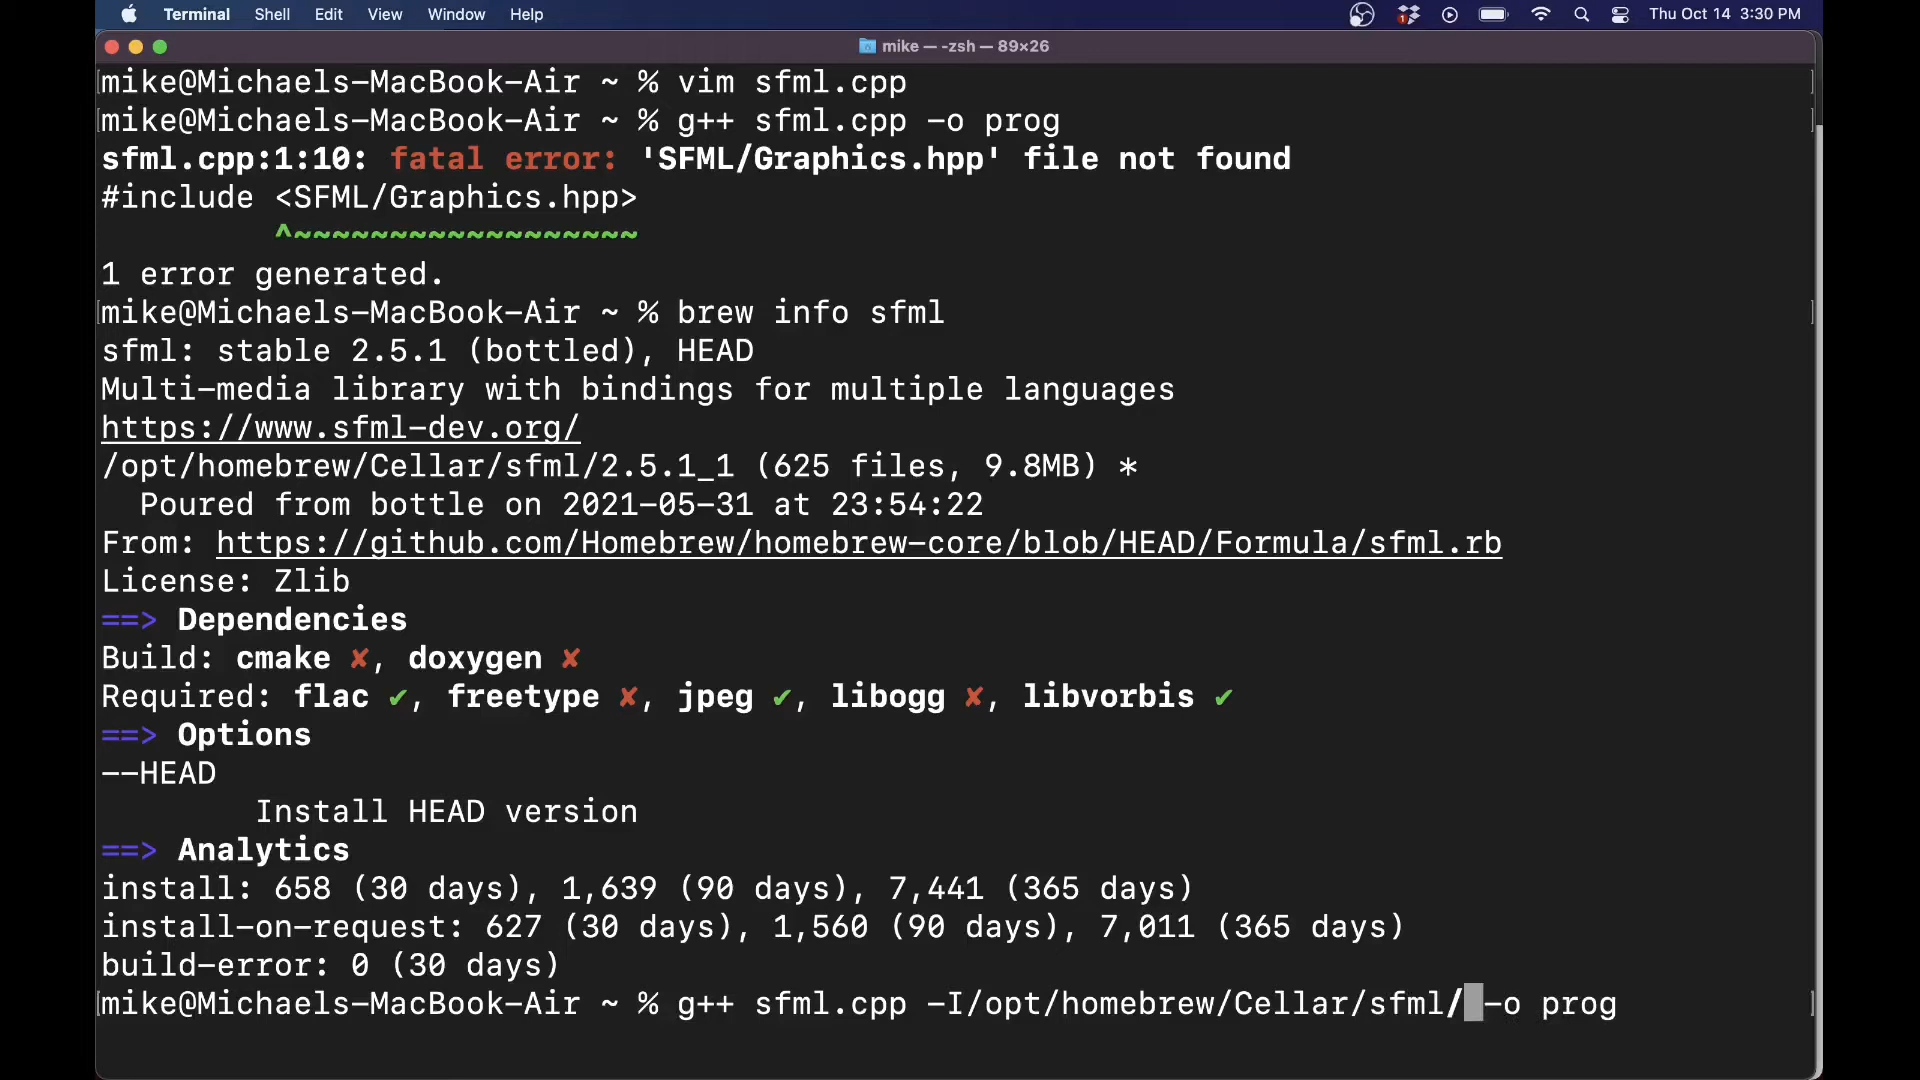 Terminal Shell Edit View Window Help 1 Thu Oct 14 3:30 PM
mike — -zsh — 89×26
mike@Michaels-MacBook-Air ~ % vim sfml.cpp
mike@Michaels-MacBook-Air ~ % g++ sfml.cpp -o prog
sfml.cpp:1:10: fatal error: 'SFML/Graphics.hpp' file not found
#include <SFML/Graphics.hpp>
         ^~~~~~~~~~~~~~~~~~~
1 error generated.
mike@Michaels-MacBook-Air ~ % brew info sfml
sfml: stable 2.5.1 (bottled), HEAD
Multi-media library with bindings for multiple languages
https://www.sfml-dev.org/
/opt/homebrew/Cellar/sfml/2.5.1_1 (625 files, 9.8MB) *
  Poured from bottle on 2021-05-31 at 23:54:22
From: https://github.com/Homebrew/homebrew-core/blob/HEAD/Formula/sfml.rb
License: Zlib
==> Dependencies
Build: cmake ✘, doxygen ✘
Required: flac ✔, freetype ✘, jpeg ✔, libogg ✘, libvorbis ✔
==> Options
--HEAD
        Install HEAD version
==> Analytics
install: 658 (30 days), 1,639 (90 days), 7,441 (365 days)
install-on-request: 627 (30 days), 1,560 (90 days), 7,011 (365 days)
build-error: 0 (30 days)
mike@Michaels-MacBook-Air ~ % g++ sfml.cpp -I/opt/homebrew/Cellar/sfml/ -o prog